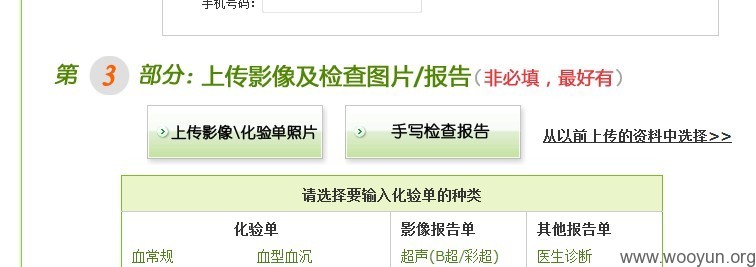 手机号码：
第 3 部分：上传影像及检查图片/报告（非必填，最好有）
上传影像\化验单照片 手写检查报告 从以前上传的资料中选择>>
请选择要输入化验单的种类
化验单 影像报告单 其他报告单
血常规 血型血沉 超声(B超/彩超) 医生诊断
www.wooyun.org